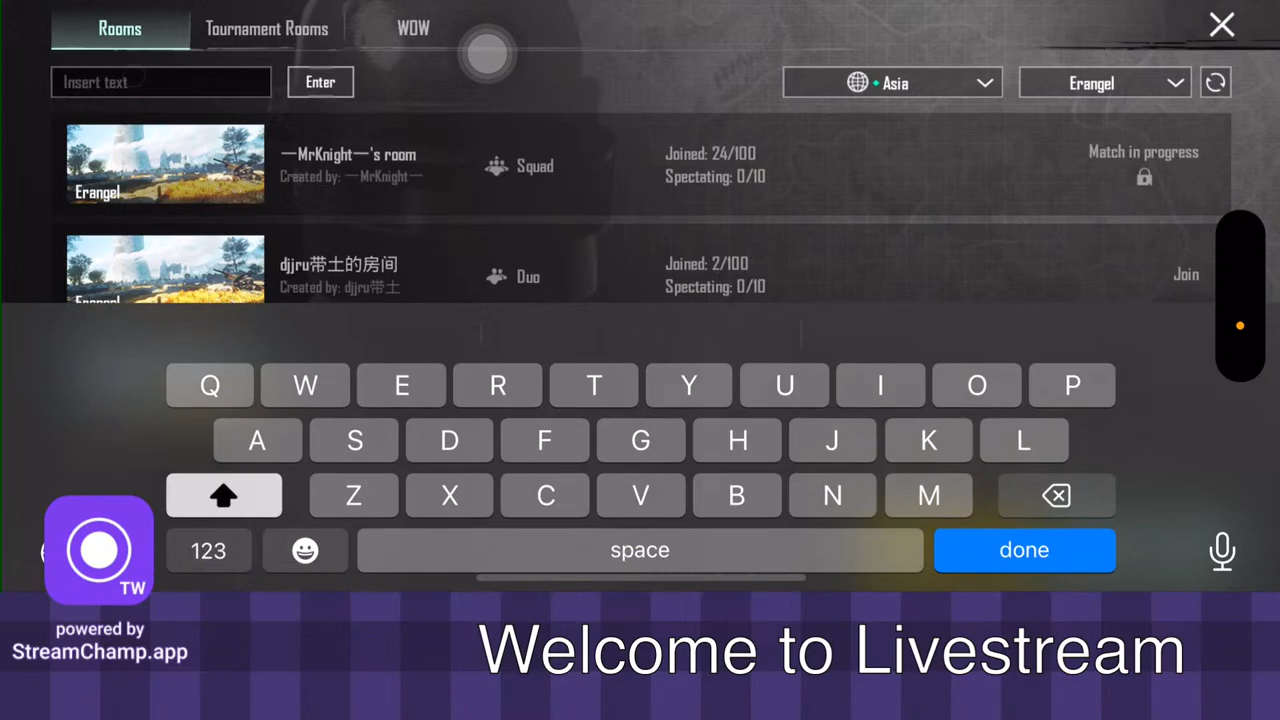 Rooms
Tournament Rooms
WOW
Insert text
Enter
Asia
Erangel
一MrKnight一's room
Created by: 一MrKnight一
Squad
Joined: 24/100
Spectating: 0/10
Match in progress
Erangel
djjru带土的房间
Created by: djjru带土
Duo
Joined: 2/100
Spectating: 0/10
Join
Erangel
Q W E R T Y U I O P
A S D F G H J K L
Z X C V B N M
123
space
done
TW
powered by
StreamChamp.app
Welcome to Livestream